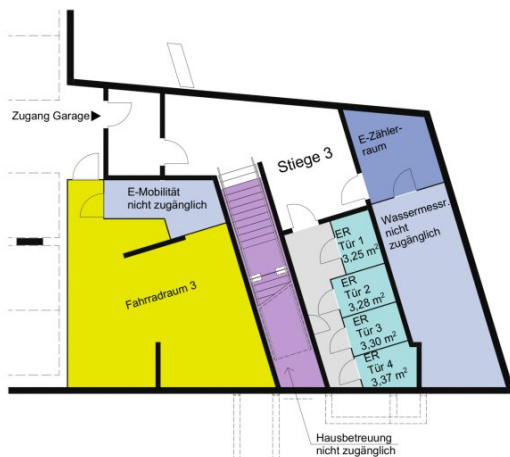 Zugang Garage
E-Mobilität
nicht zugänglich
Stiege 3
E-Zähler-
raum
Wassermessr.
nicht
zugänglich
Fahrradraum 3
ER
Tür 1
3,25 m²
ER
Tür 2
3,28 m²
ER
Tür 3
3,30 m²
ER
Tür 4
3,37 m²
Hausbetreuung
nicht zugänglich